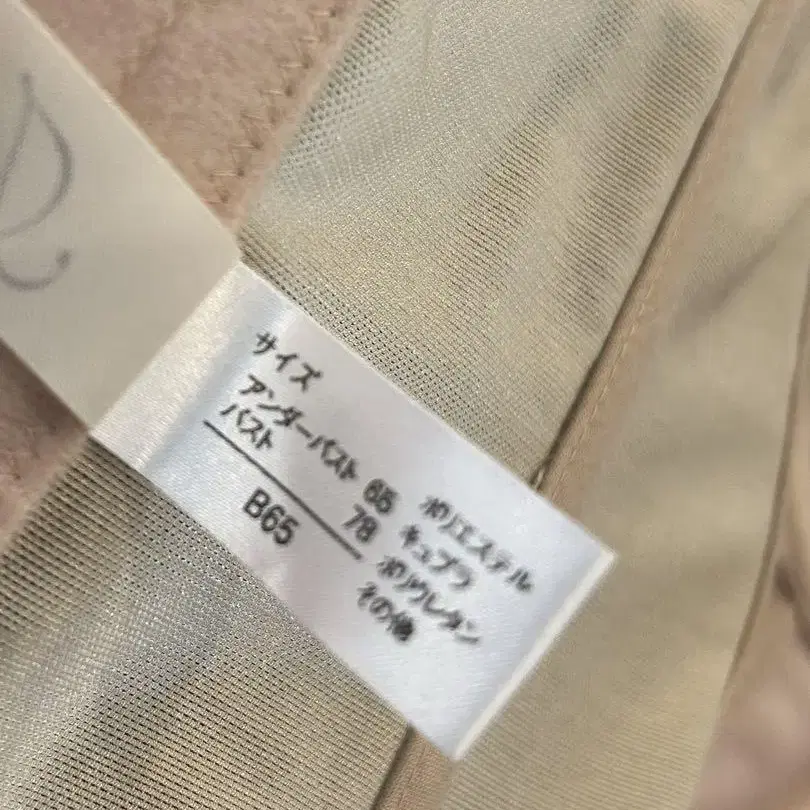 サイズ
アンダーバスト 65
バスト 78
B65
ポリエステル
キュプラ
ポリウレタン
その他